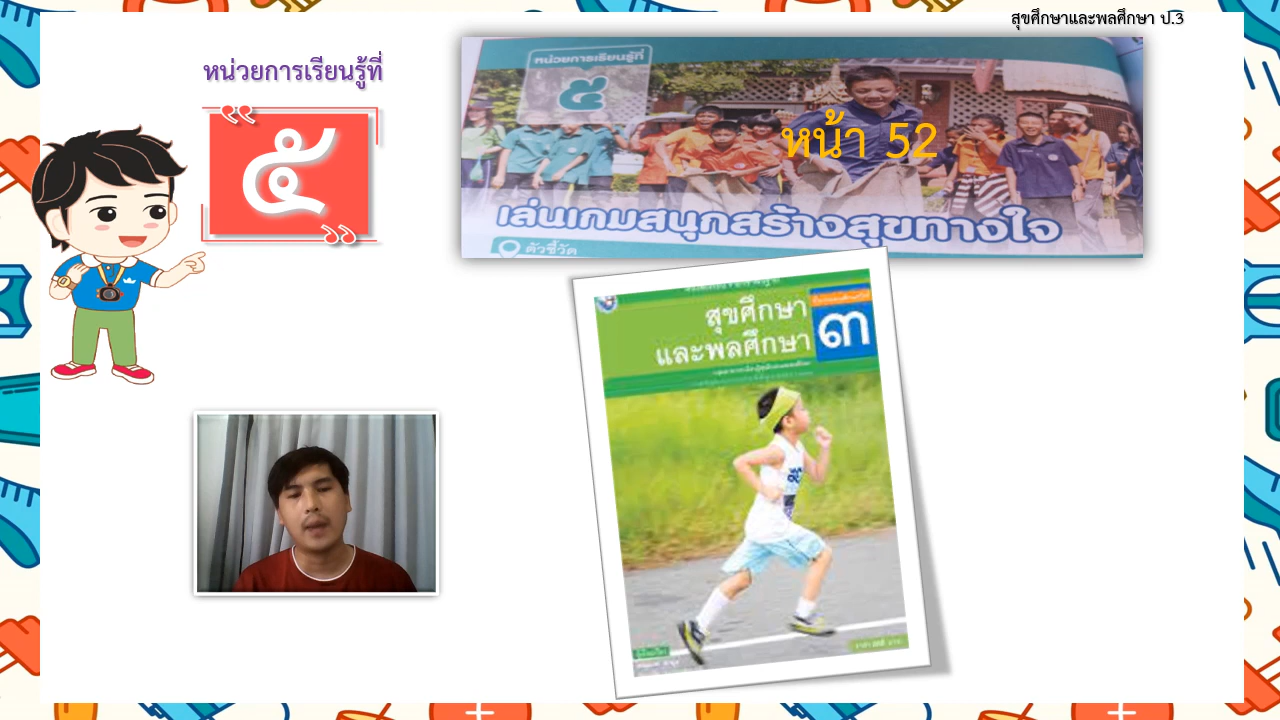 สุขศึกษาและพลศึกษา ป.3
หน่วยการเรียนรู้ที่
๕
หน่วยการเรียนรู้ที่
๕
หน้า 52
เล่นเกมสนุกสร้างสุขทางใจ
ตัวชี้วัด
สุขศึกษา
และพลศึกษา
๓